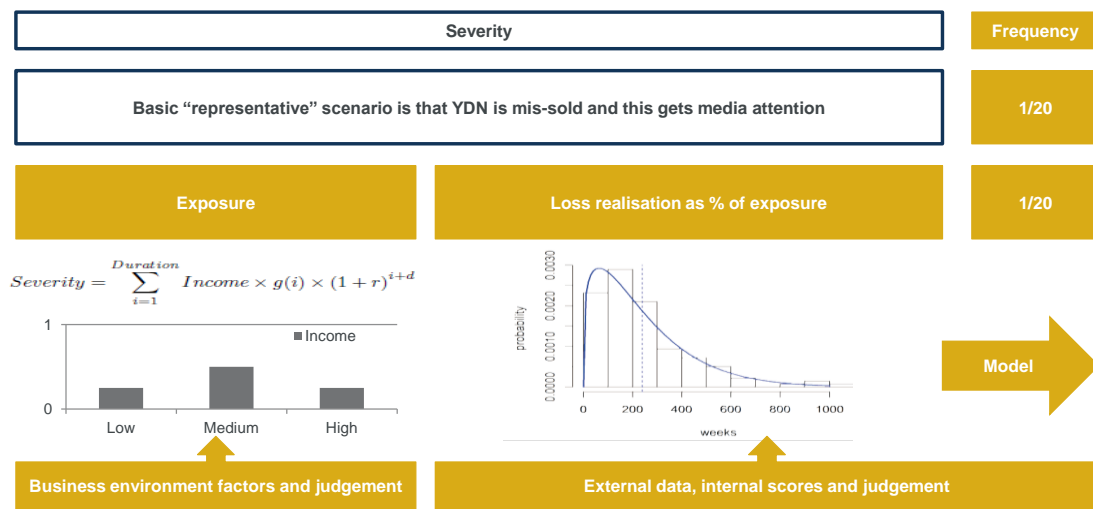 Severity
Frequency
Basic “representative” scenario is that YDN is mis-sold and this gets media attention
1/20
Exposure
Loss realisation as % of exposure
1/20
Severity = \sum_{i=1}^{Duration} Income × g(i) × (1 + r)^{i+d}
1
0
Income
Low
Medium
High
probability
0.0030
0.0020
0.0010
0.0000
0
200
400
600
800
1000
weeks
Model
Business environment factors and judgement
External data, internal scores and judgement